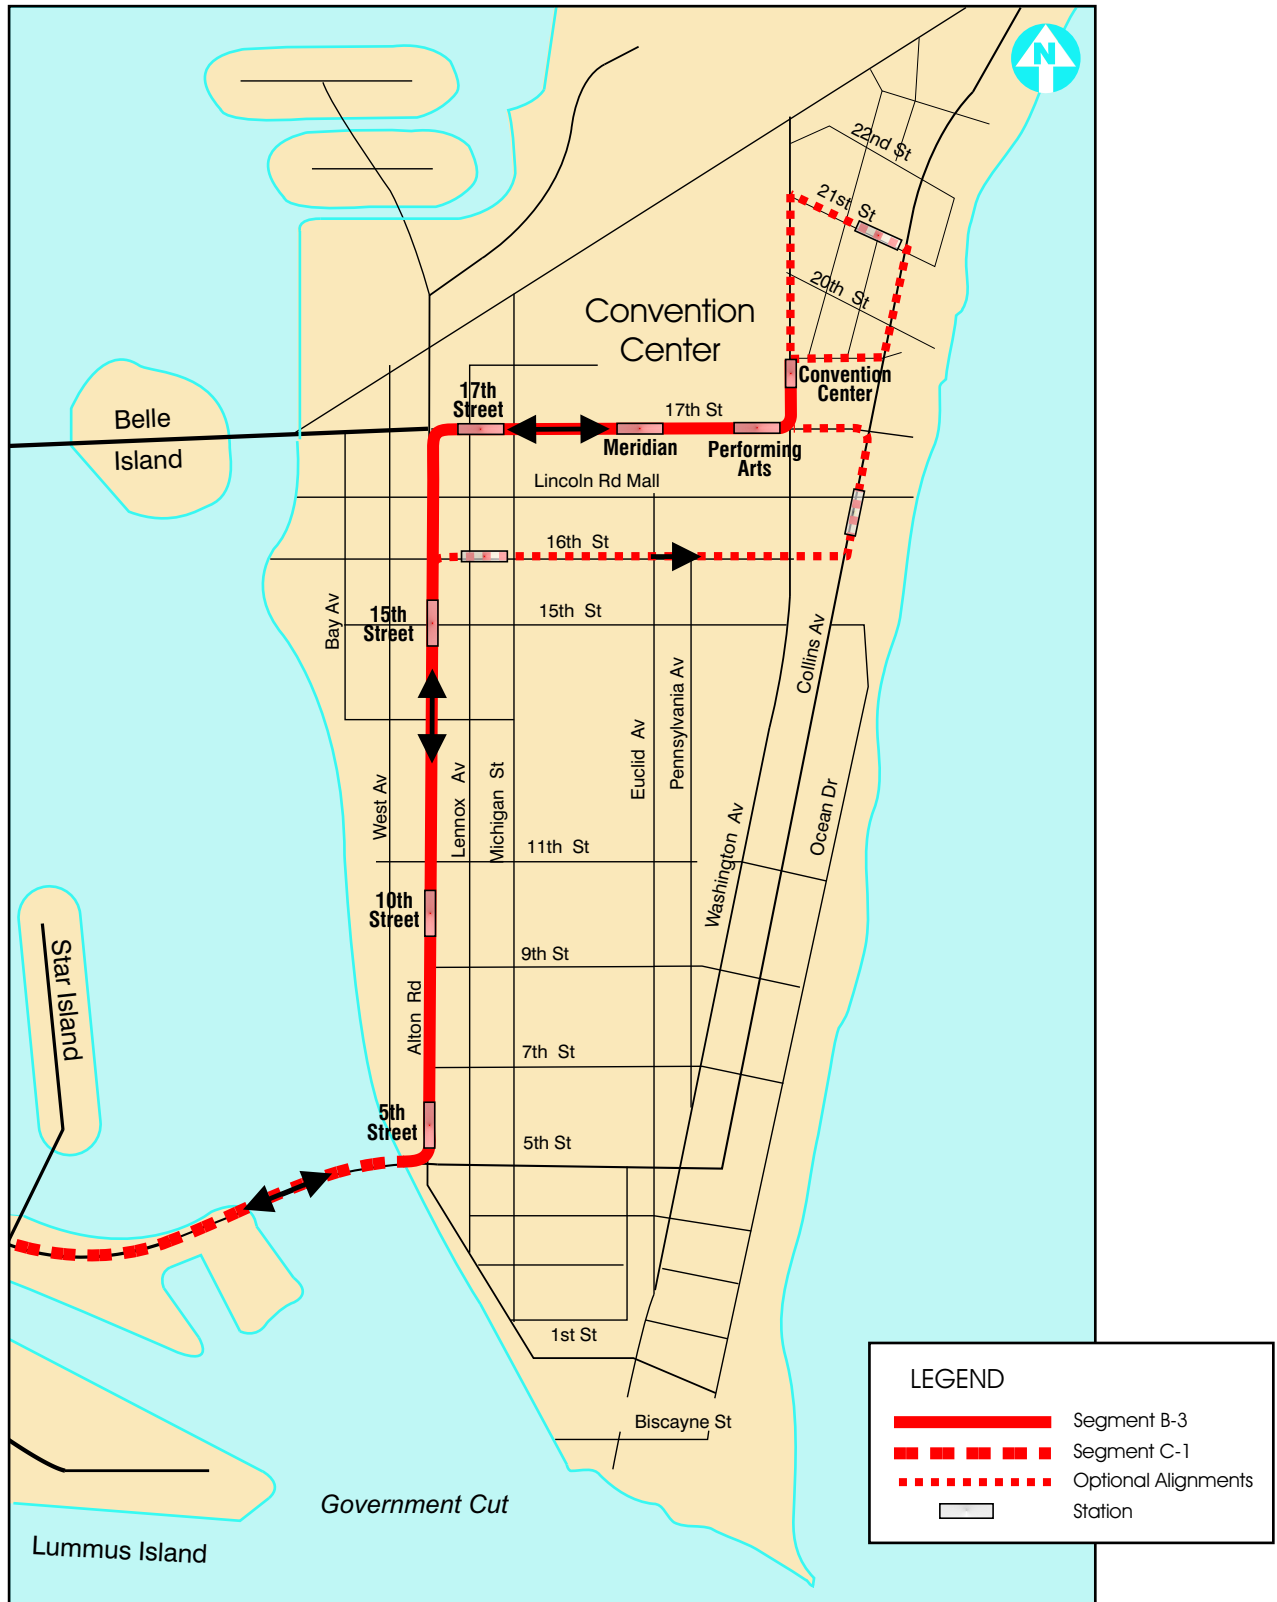 N
22nd St
21st St
20th St
Convention
Center
Convention
Center
17th
Street
17th St
Belle
Island
Meridian
Performing
Arts
Lincoln Rd Mall
16th St
Bay Av
15th
Street
15th St
Collins Av
Pennsylvania Av
Euclid Av
West Av
Lennox Av
Michigan St
Ocean Dr
Washington Av
11th St
10th
Street
9th St
Star Island
Alton Rd
7th St
5th
Street
5th St
1st St
Biscayne St
Government Cut
Lummus Island
LEGEND
Segment B-3
Segment C-1
Optional Alignments
Station